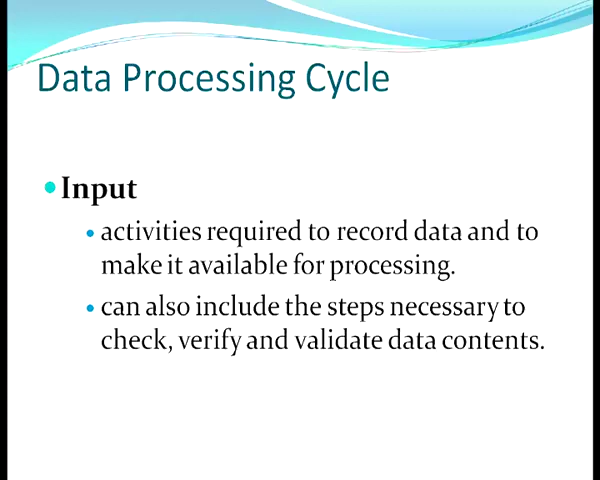 Data Processing Cycle
Input
activities required to record data and to
make it available for processing.
can also include the steps necessary to
check, verify and validate data contents.